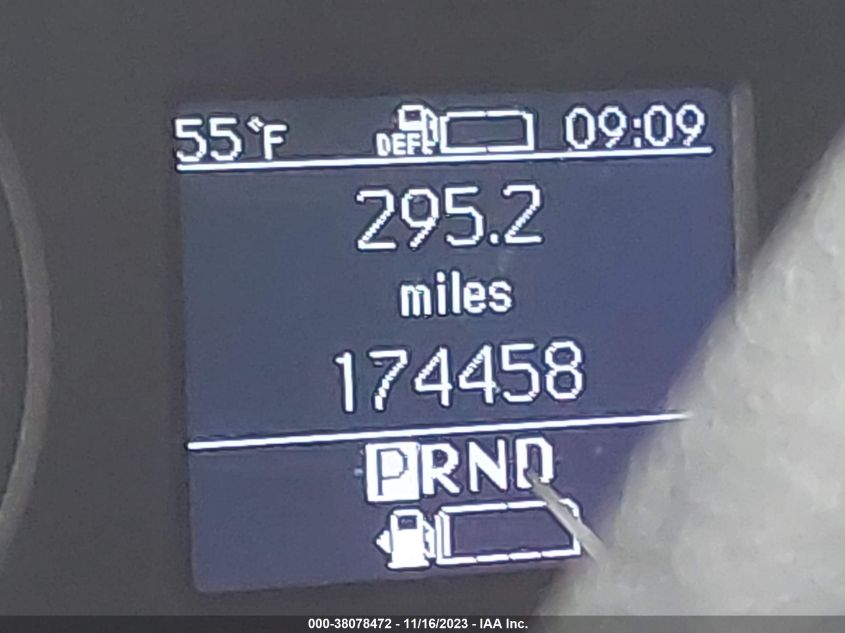 55°F DEF 09:09
295.2
miles
174458
PRND
000-38078472 - 11/16/2023 - IAA Inc.